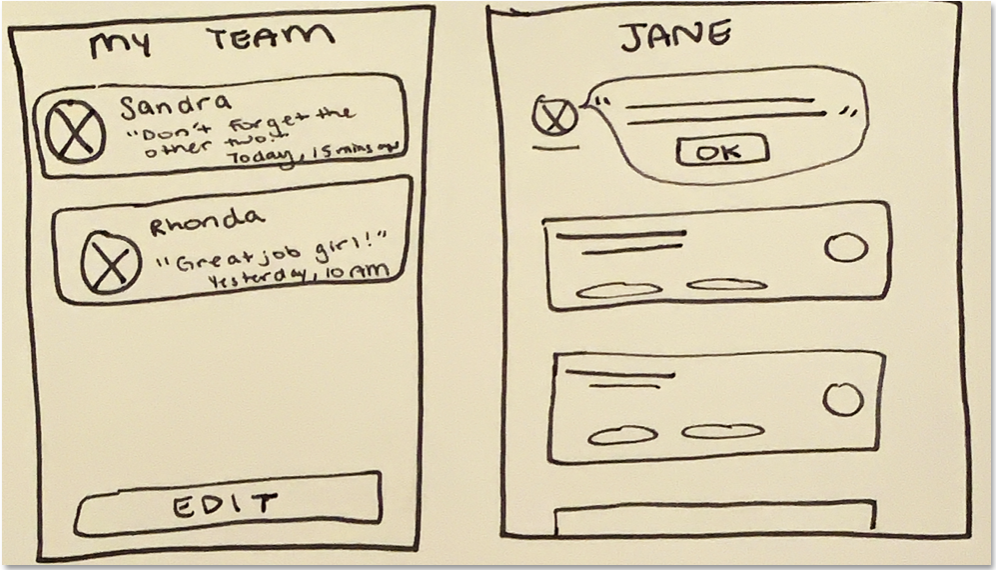 MY TEAM
Sandra
"Don't forget the
other two!"
Today, 15 mins ago
Rhonda
"Great job girl!"
Yesterday, 10 AM
EDIT
JANE
" "
OK